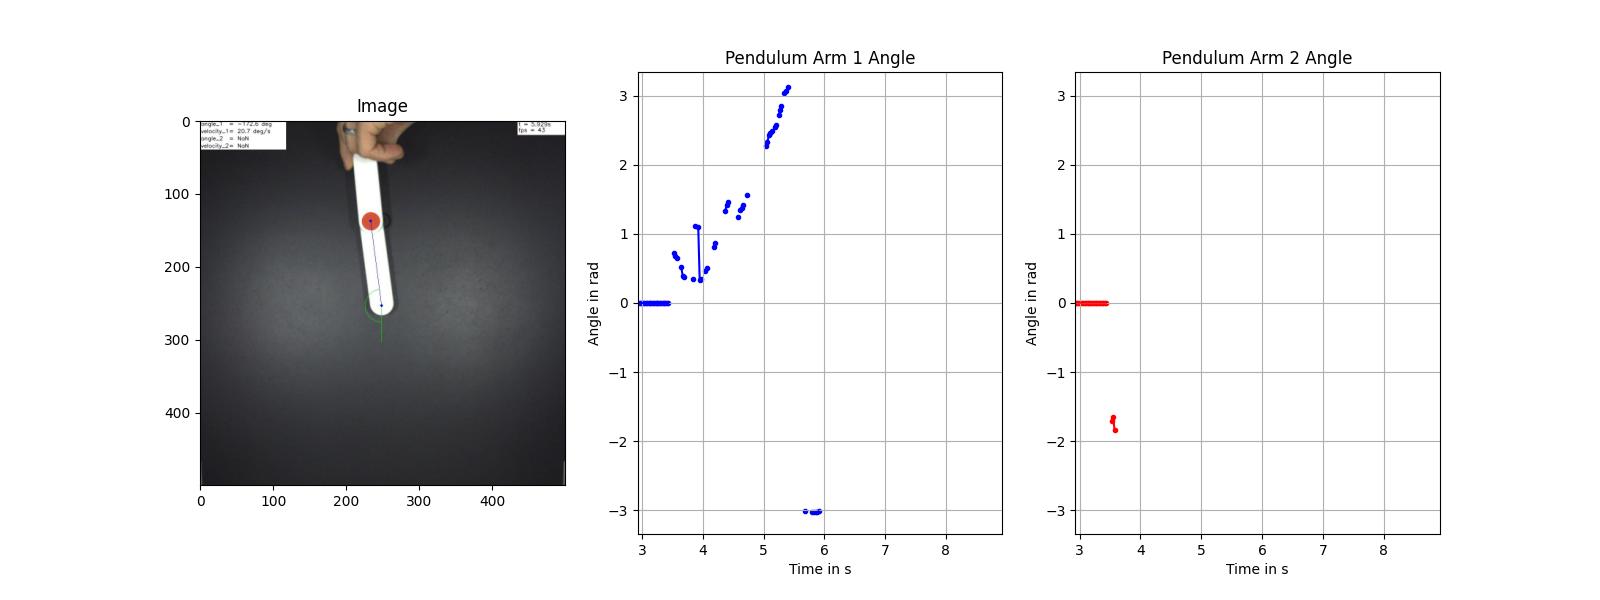 Image
angle_1 = -172.6 deg
velocity_1= 20.7 deg/s
angle_2 = NaN
velocity_2= NaN
t = 5.929s
fps = 43
0
100
200
300
400
0 100 200 300 400
Pendulum Arm 1 Angle
Angle in rad
3
2
1
0
−1
−2
−3
3 4 5 6 7 8
Time in s
Pendulum Arm 2 Angle
Angle in rad
3
2
1
0
−1
−2
−3
3 4 5 6 7 8
Time in s